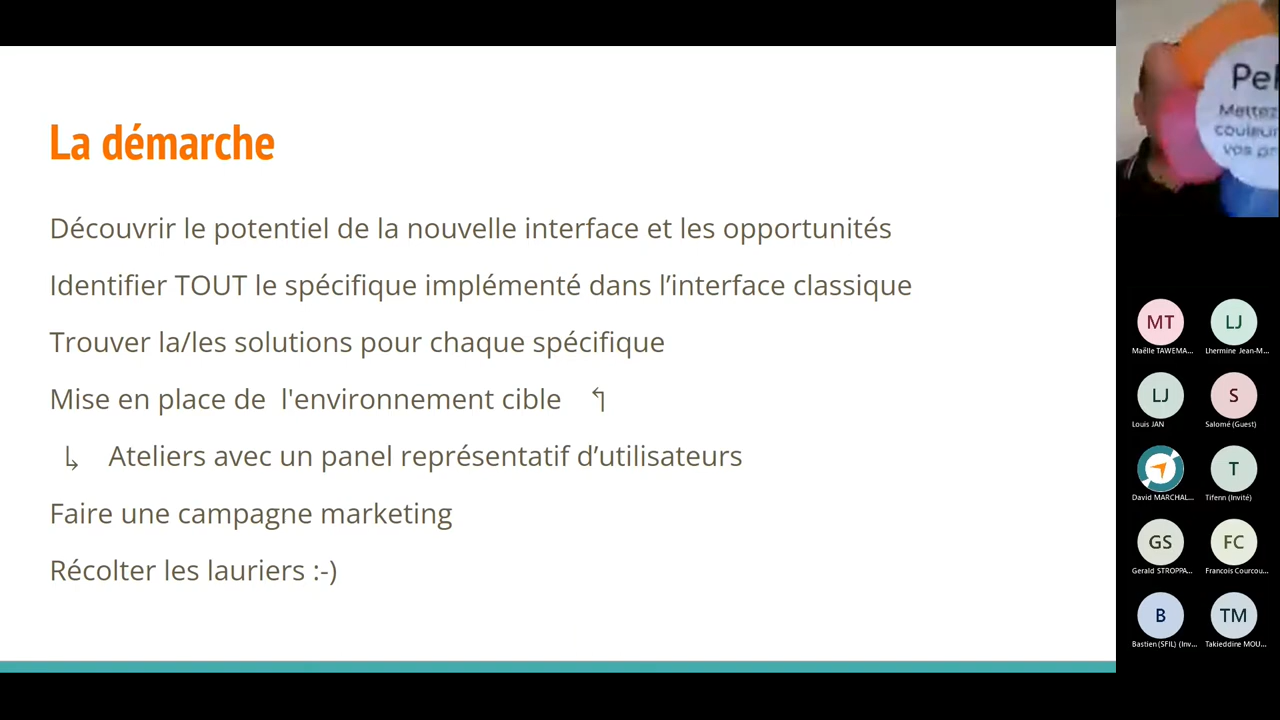 La démarche
Découvrir le potentiel de la nouvelle interface et les opportunités
Identifier TOUT le spécifique implémenté dans l’interface classique
Trouver la/les solutions pour chaque spécifique
Mise en place de  l'environnement cible ↰
↳ Ateliers avec un panel représentatif d’utilisateurs
Faire une campagne marketing
Récolter les lauriers :-)
Mettez
MT
LJ
Maëlle TAWEMA...
Lhermine Jean-M...
LJ
S
Louis JAN
Salomé (Guest)
T
David MARCHAL...
Tifenn (Invité)
GS
FC
Gerald STROPPA...
Francois Courcou...
B
TM
Bastien (SFIL) (Inv...
Takieddine MOU...